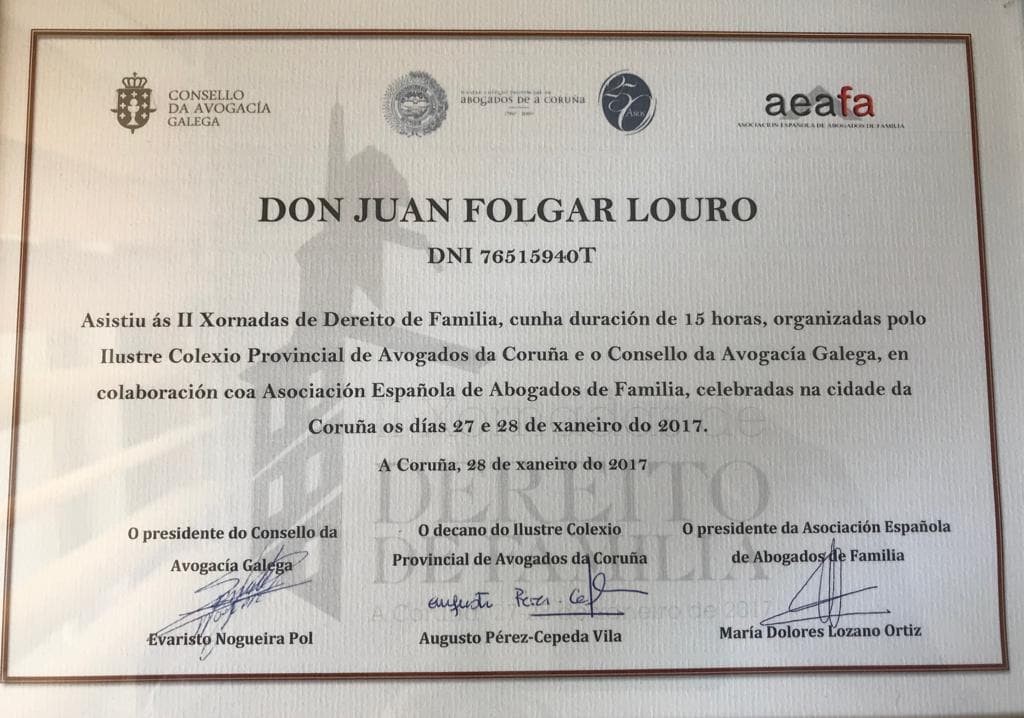 CONSELLO
DA AVOGACÍA
GALEGA
ABOGADOS DE A CORUÑA
250
AÑOS
aeafa
ASOCIACIÓN ESPAÑOLA DE ABOGADOS DE FAMILIA
DON JUAN FOLGAR LOURO
DNI 76515940T
Asistiu ás II Xornadas de Dereito de Familia, cunha duración de 15 horas, organizadas polo
Ilustre Colexio Provincial de Avogados da Coruña e o Consello da Avogacía Galega, en
colaboración coa Asociación Española de Abogados de Familia, celebradas na cidade da
Coruña os días 27 e 28 de xaneiro do 2017.
A Coruña, 28 de xaneiro do 2017
DEREITO
DE FAMILIA
O presidente do Consello da
Avogacía Galega
Evaristo Nogueira Pol
O decano do Ilustre Colexio
Provincial de Avogados da Coruña
Augusto Pérez-Cepeda Vila
O presidente da Asociación Española
de Abogados de Familia
María Dolores Lozano Ortiz